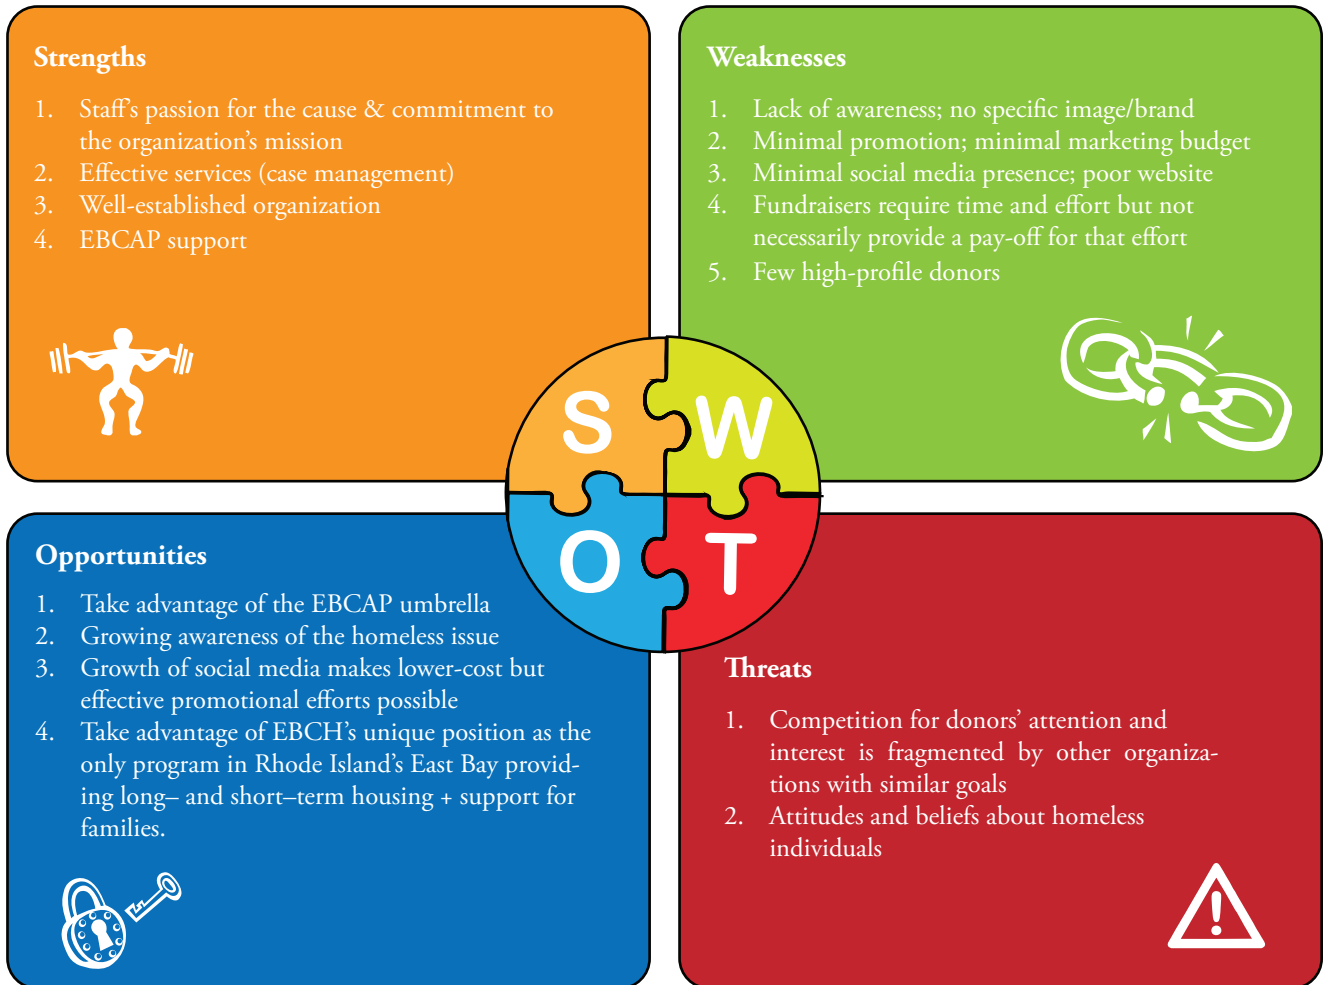 Strengths
1. Staff's passion for the cause & commitment to
the organization's mission
2. Effective services (case management)
3. Well-established organization
4. EBCAP support
Weaknesses
1. Lack of awareness; no specific image/brand
2. Minimal promotion; minimal marketing budget
3. Minimal social media presence; poor website
4. Fundraisers require time and effort but not
necessarily provide a pay-off for that effort
5. Few high-profile donors
S W
O T
Opportunities
1. Take advantage of the EBCAP umbrella
2. Growing awareness of the homeless issue
3. Growth of social media makes lower-cost but
effective promotional efforts possible
4. Take advantage of EBCH's unique position as the
only program in Rhode Island's East Bay provid-
ing long– and short–term housing + support for
families.
Threats
1. Competition for donors' attention and
interest is fragmented by other organiza-
tions with similar goals
2. Attitudes and beliefs about homeless
individuals